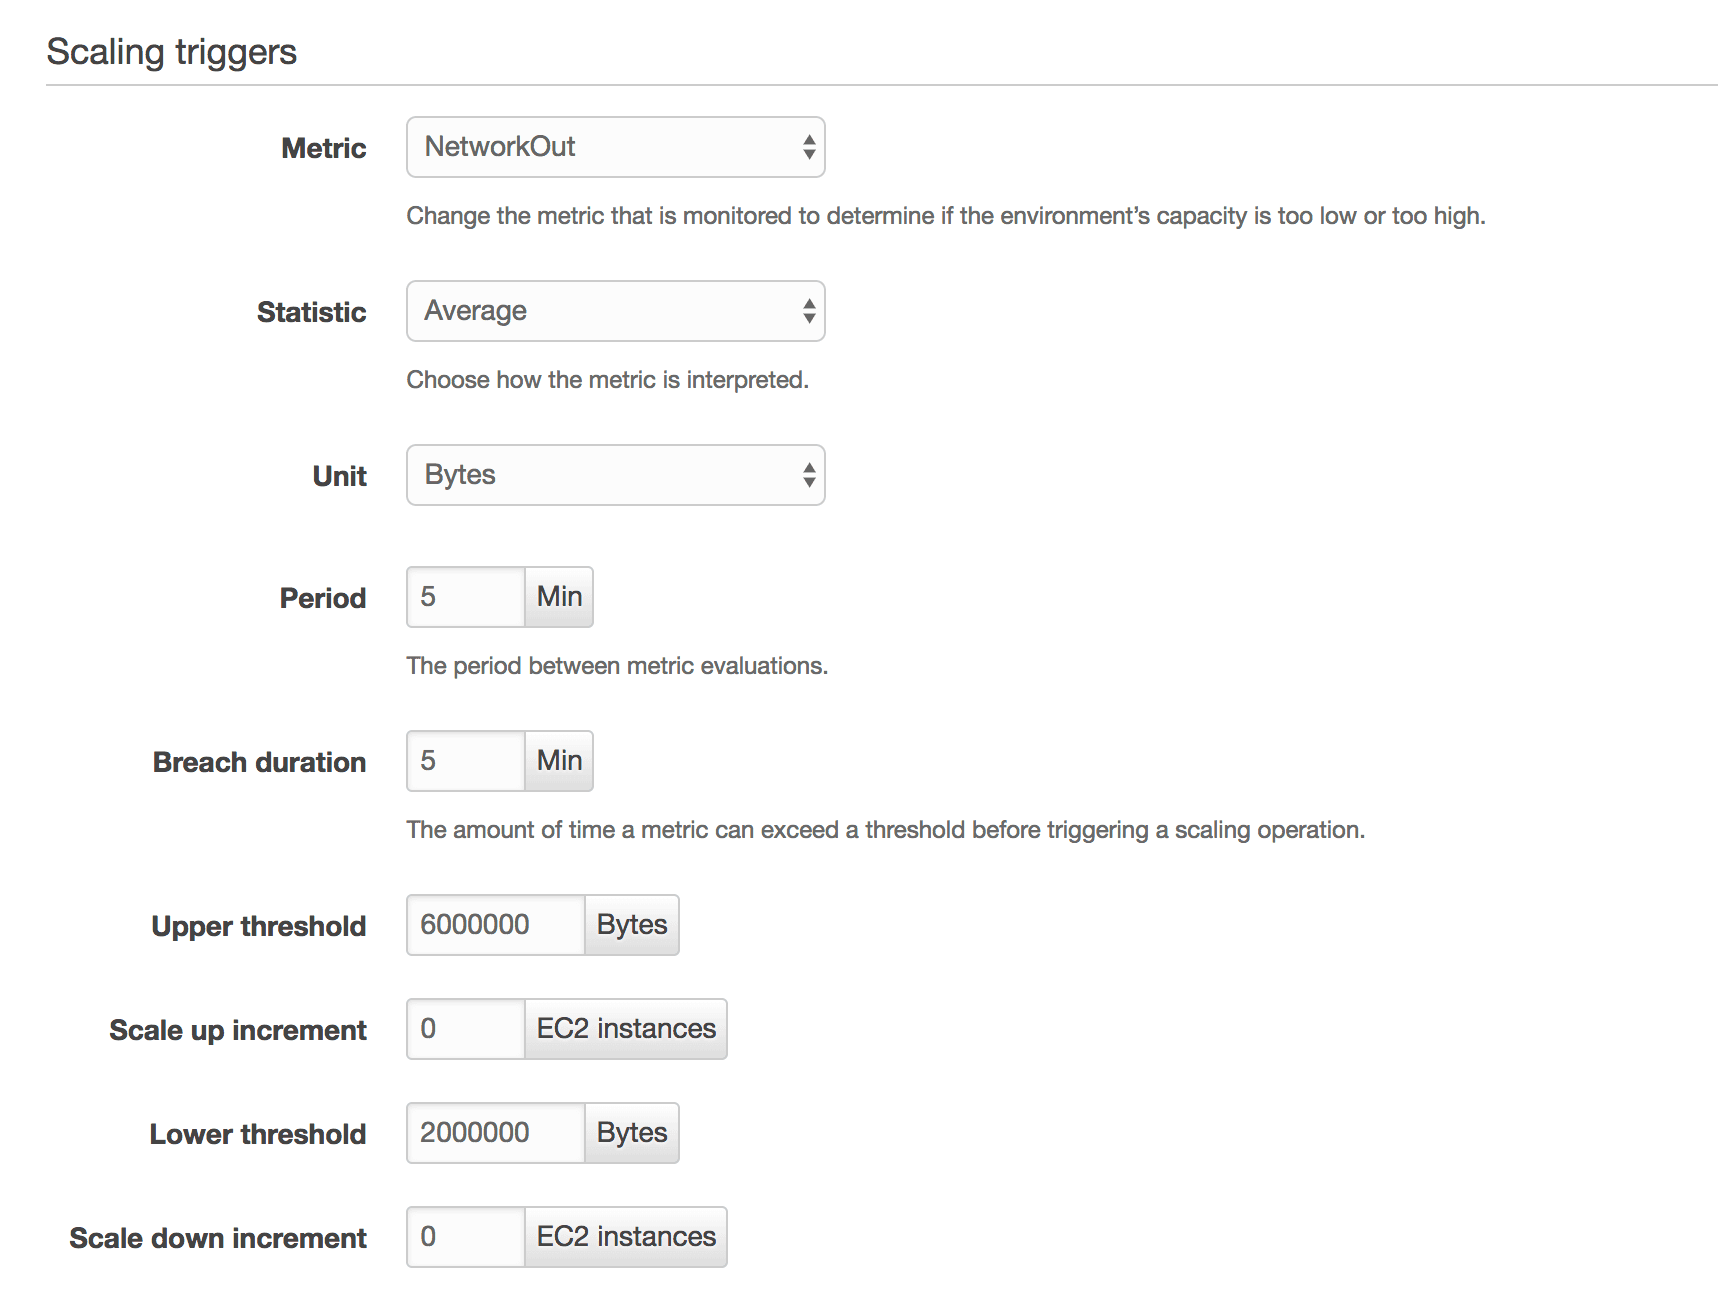 Scaling triggers
Metric NetworkOut
Change the metric that is monitored to determine if the environment’s capacity is too low or too high.
Statistic Average
Choose how the metric is interpreted.
Unit Bytes
Period 5 Min
The period between metric evaluations.
Breach duration 5 Min
The amount of time a metric can exceed a threshold before triggering a scaling operation.
Upper threshold 6000000 Bytes
Scale up increment 0 EC2 instances
Lower threshold 2000000 Bytes
Scale down increment 0 EC2 instances